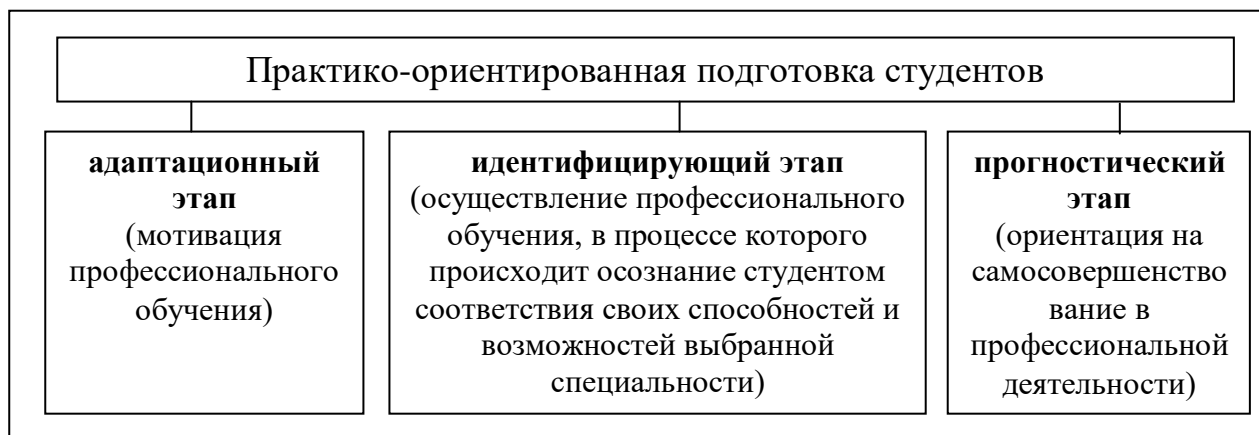 Практико-ориентированная подготовка студентов
адаптационный
этап
(мотивация
профессионального
обучения)
идентифицирующий этап
(осуществление профессионального
обучения, в процессе которого
происходит осознание студентом
соответствия своих способностей и
возможностей выбранной
специальности)
прогностический
этап
(ориентация на
самосовершенство
вание в
профессиональной
деятельности)